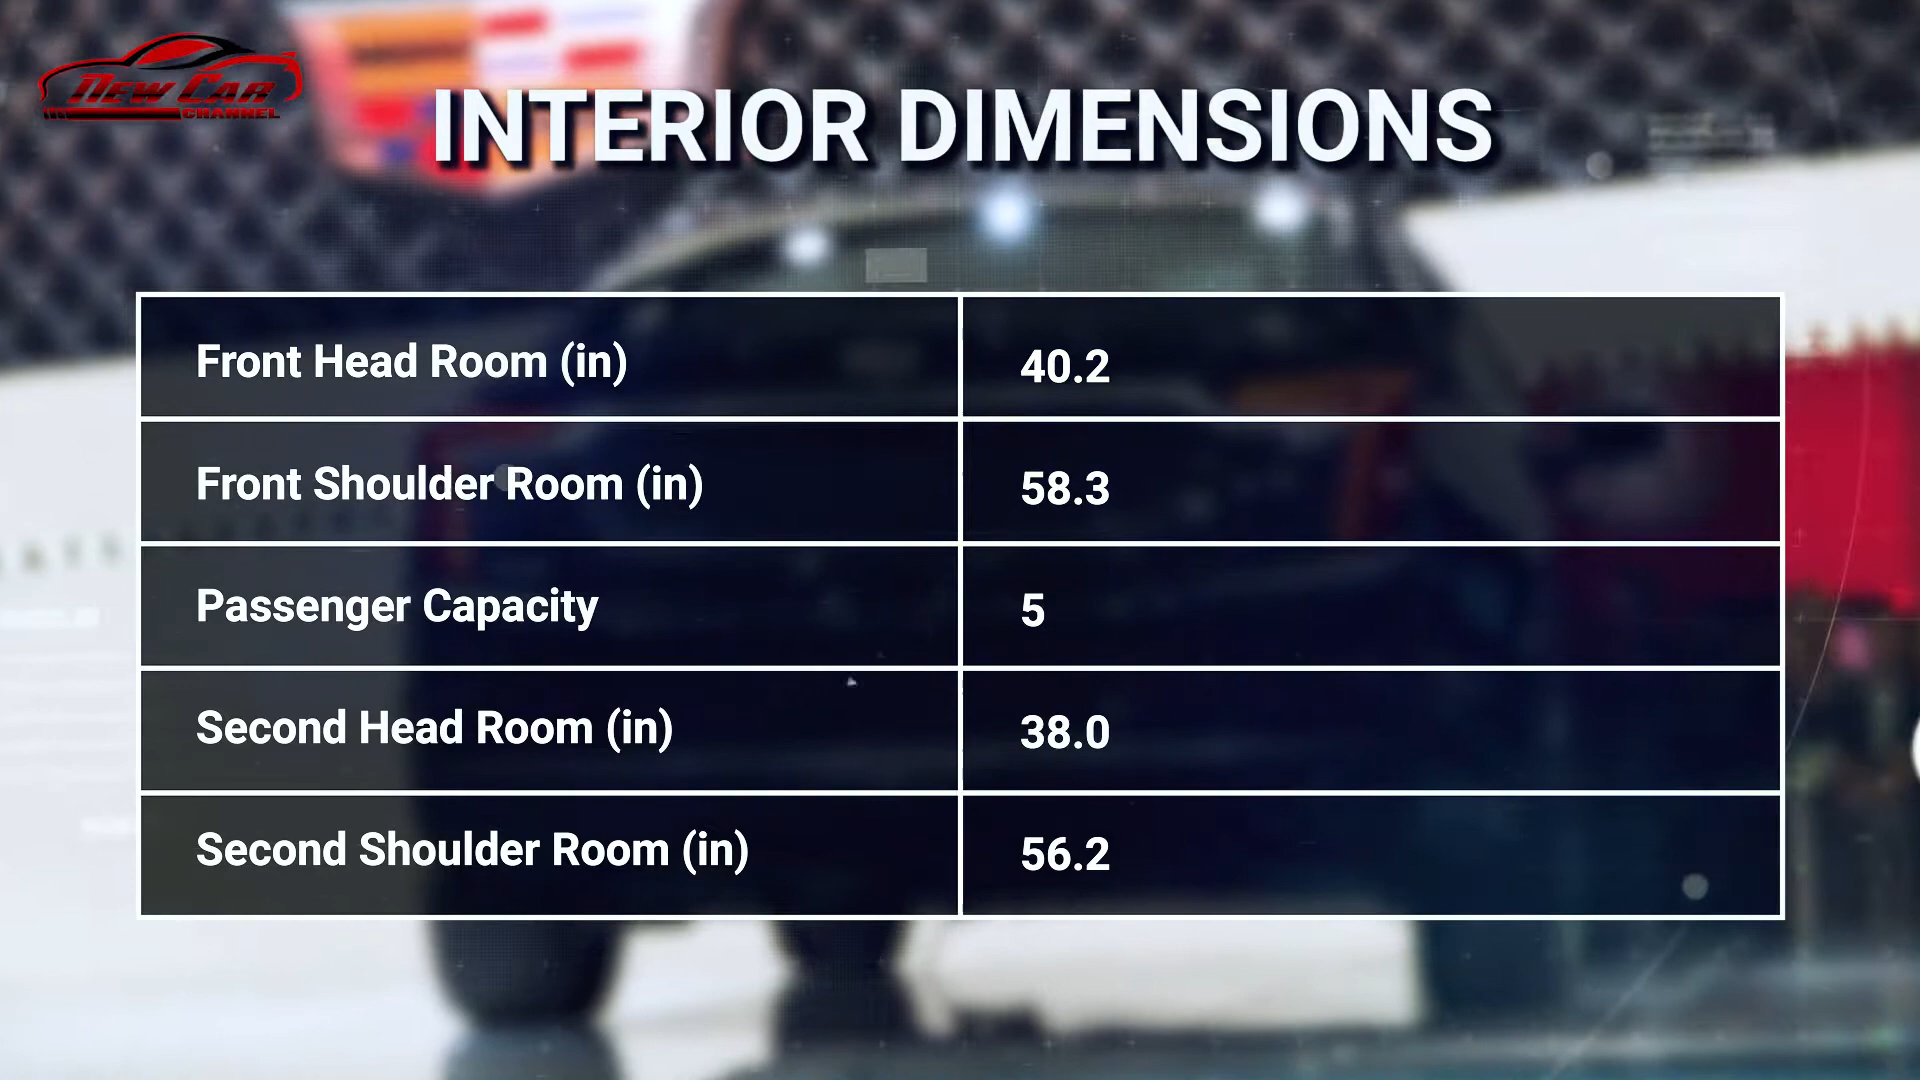 New Car
CHANNEL
INTERIOR DIMENSIONS
Front Head Room (in) 40.2
Front Shoulder Room (in) 58.3
Passenger Capacity 5
Second Head Room (in) 38.0
Second Shoulder Room (in) 56.2